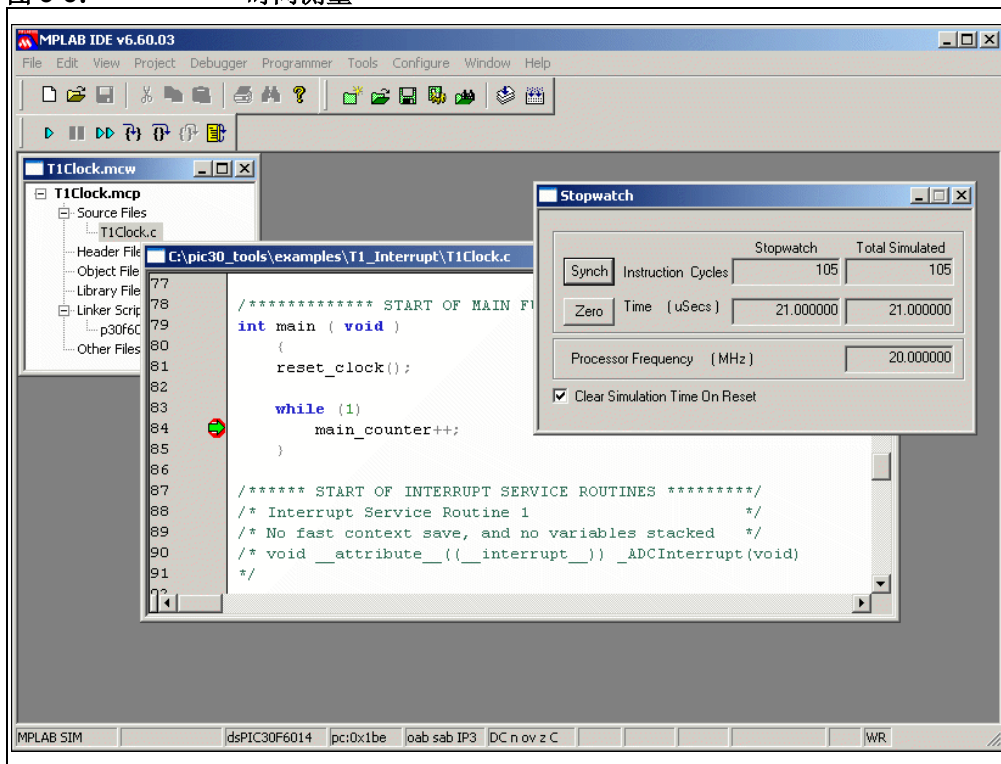 MPLAB IDE v6.60.03
File Edit View Project Debugger Programmer Tools Configure Window Help
T1Clock.mcw
T1Clock.mcp
Source Files
T1Clock.c
Header File
Object File
Library File
Linker Scrip
p30f6
Other Files
C:\pic30_tools\examples\T1_Interrupt\T1Clock.c
77
78 /************* START OF MAIN F
79 int main ( void )
80 {
81 reset_clock();
82
83 while (1)
84 main_counter++;
85 }
86
87 /****** START OF INTERRUPT SERVICE ROUTINES *********/
88 /* Interrupt Service Routine 1 */
89 /* No fast context save, and no variables stacked */
90 /* void __attribute__((__interrupt__)) _ADCInterrupt(void)
91 */
Stopwatch
Stopwatch Total Simulated
Synch Instruction Cycles 105 105
Zero Time (uSecs) 21.000000 21.000000
Processor Frequency (MHz) 20.000000
Clear Simulation Time On Reset
MPLAB SIM dsPIC30F6014 pc:0x1be oab sab IP3 DC n ov z C WR